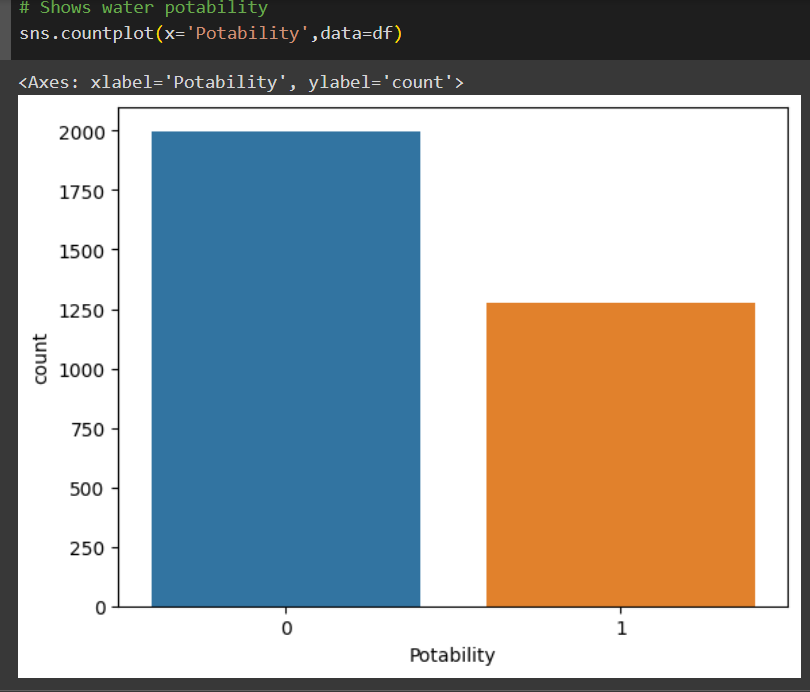 # Shows water potability
sns.countplot(x='Potability',data=df)
<Axes: xlabel='Potability', ylabel='count'>
2000
1750
1500
1250
1000
750
500
250
0
count
0 1
Potability